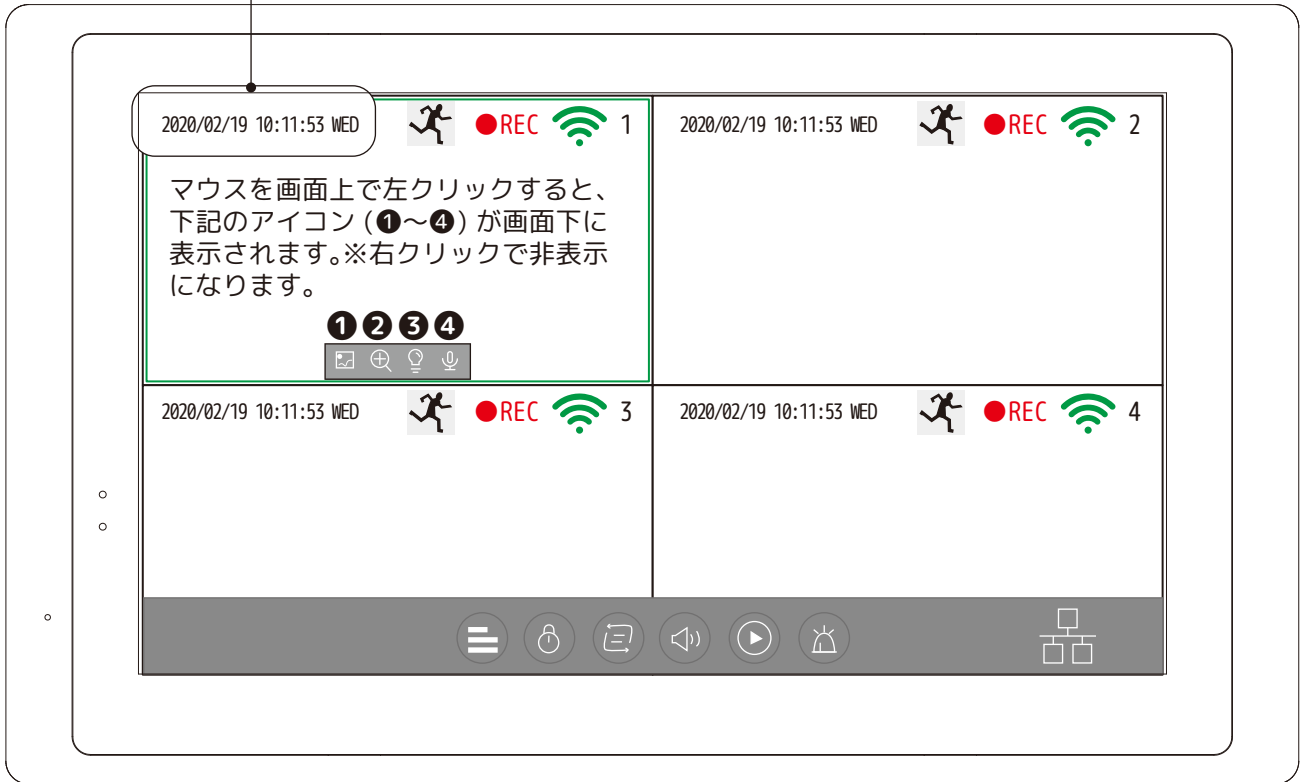 2020/02/19 10:11:53 WED ●REC 1
2020/02/19 10:11:53 WED ●REC 2
マウスを画面上で左クリックすると、
下記のアイコン (❶～❹) が画面下に
表示されます。※右クリックで非表示
になります。
❶❷❸❹
2020/02/19 10:11:53 WED ●REC 3
2020/02/19 10:11:53 WED ●REC 4